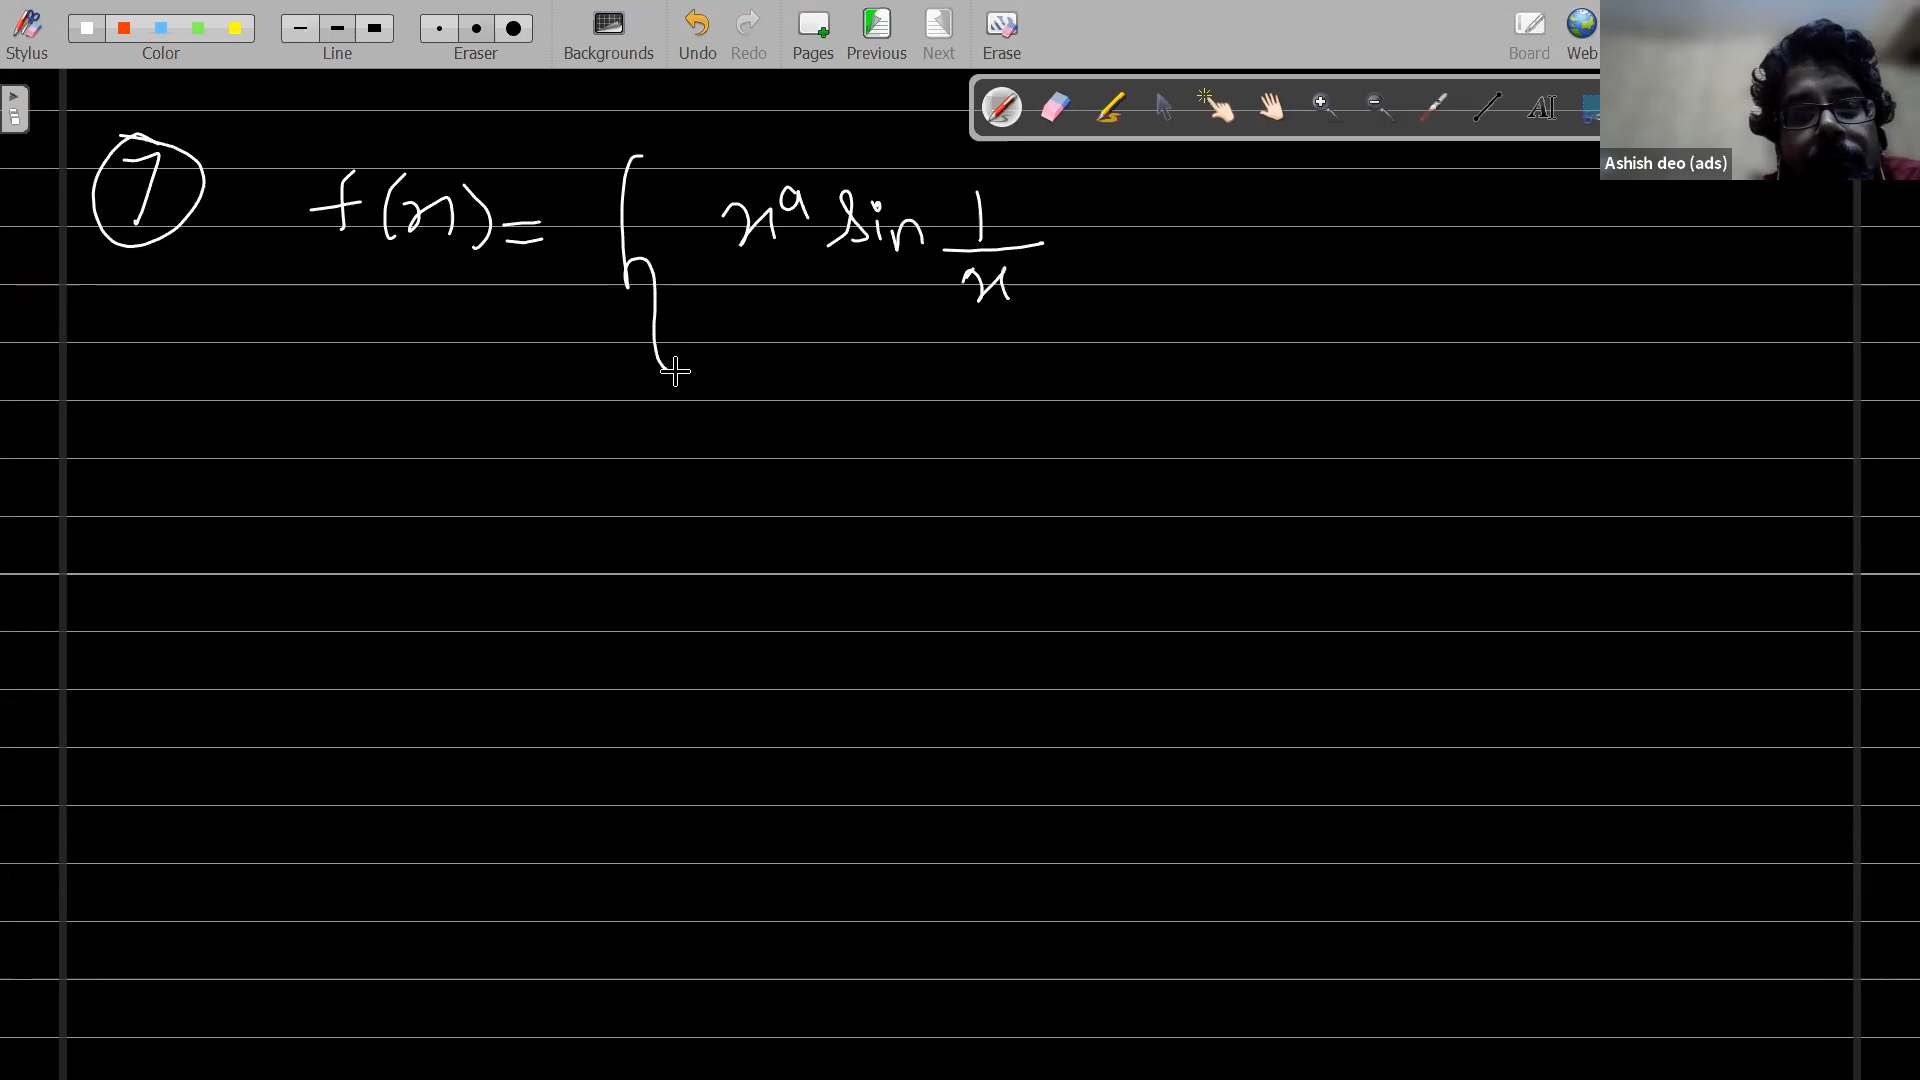 Stylus Color Line Eraser Backgrounds Undo Redo Pages Previous Next Erase Board Web
AI
Ashish deo (ads)
7 f(x) = { x^a sin 1/x